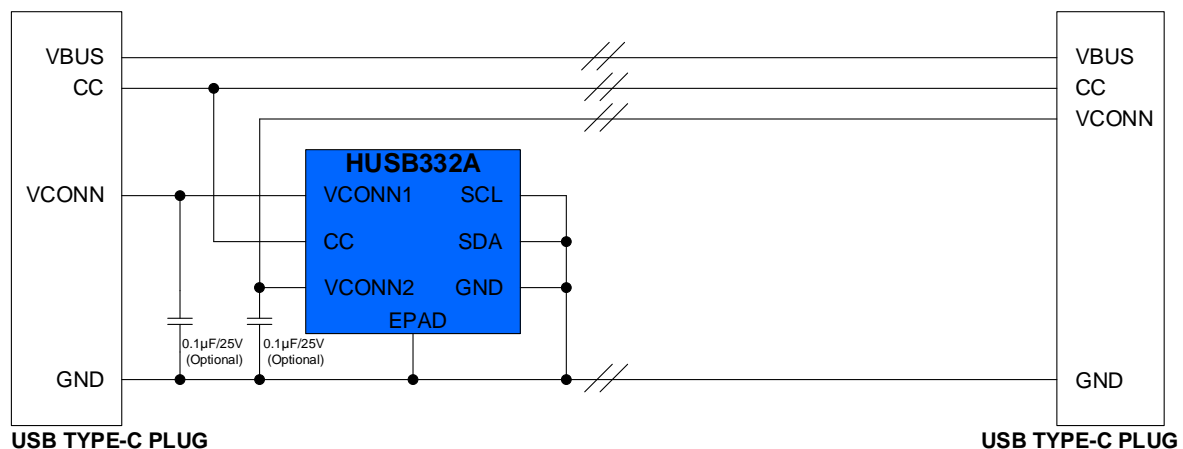 VBUS
CC
VCONN
GND
USB TYPE-C PLUG
HUSB332A
VCONN1
SCL
CC
SDA
VCONN2
GND
EPAD
0.1µF/25V
(Optional)
0.1µF/25V
(Optional)
VBUS
CC
VCONN
GND
USB TYPE-C PLUG